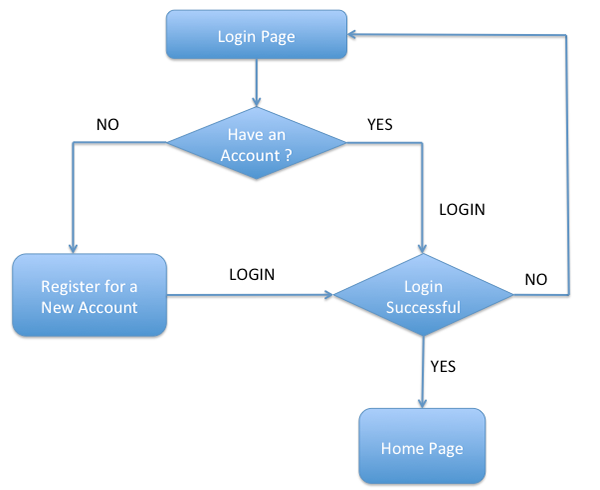 Login Page
NO
Have an
Account ?
YES
LOGIN
Register for a
New Account
LOGIN
Login
Successful
NO
YES
Home Page